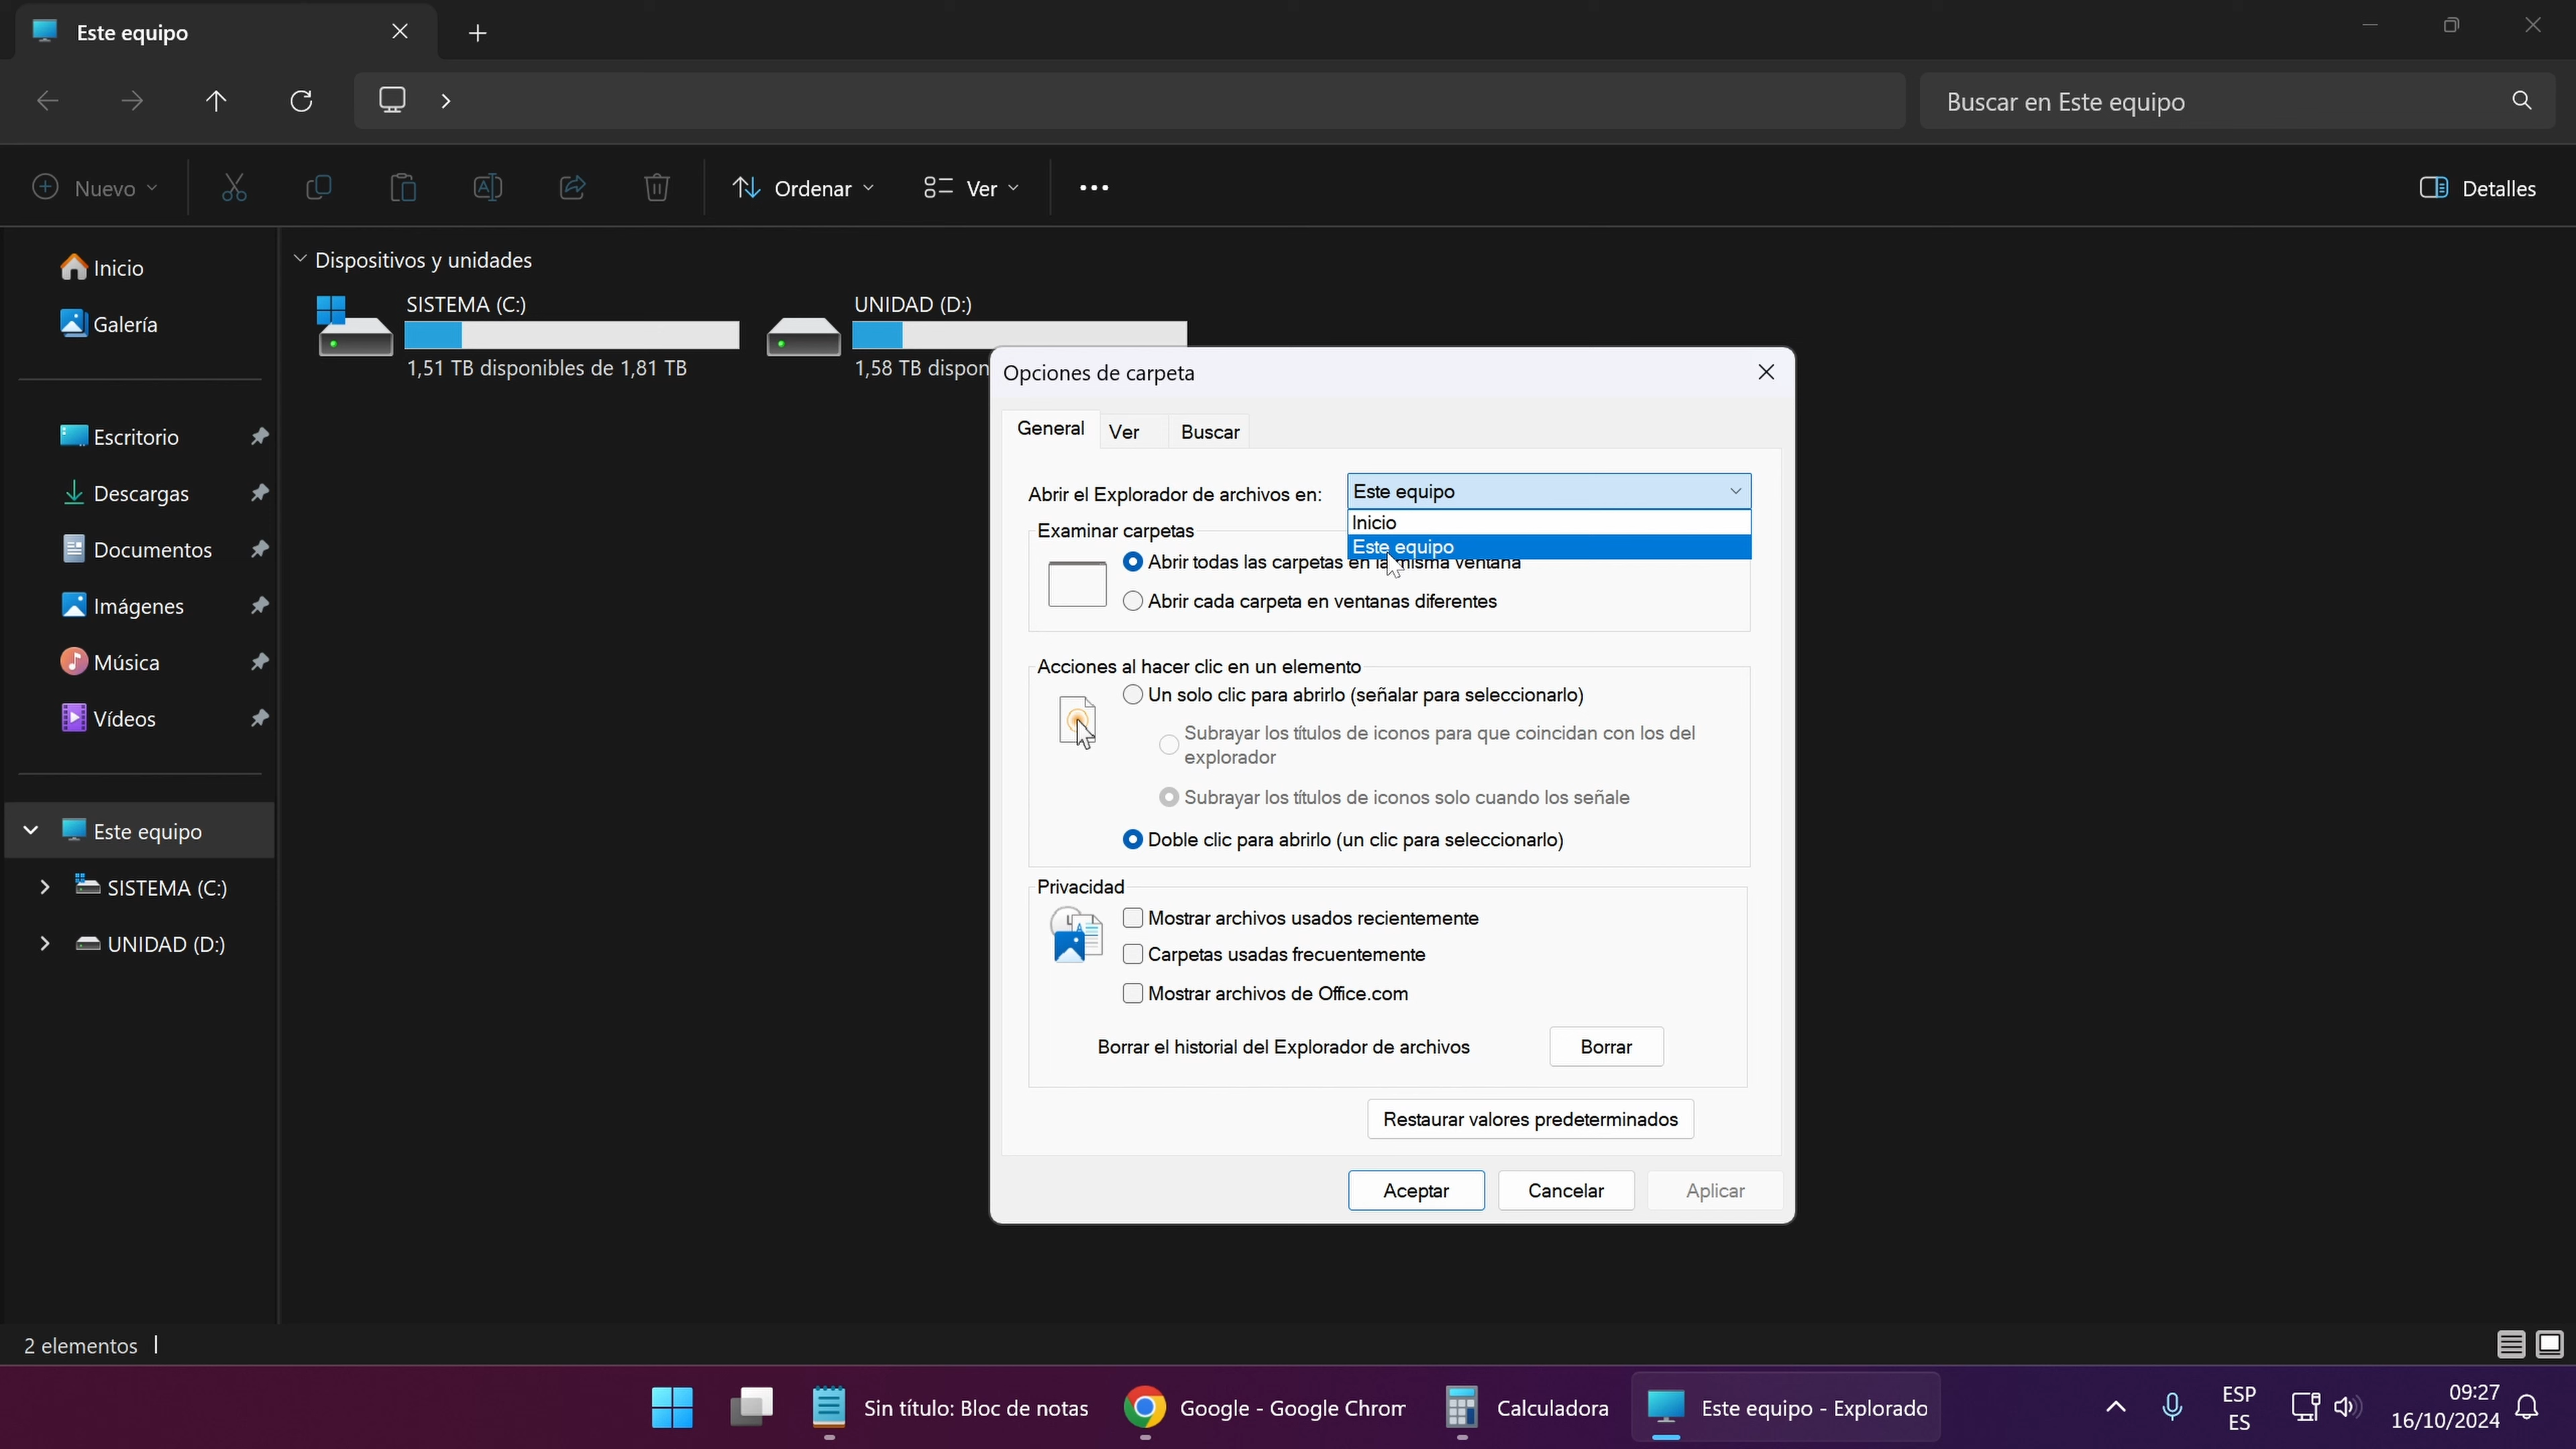 Este equipo
Buscar en Este equipo
Nuevo
Ordenar
Ver
Detalles
Inicio
Galería
Escritorio
Descargas
Documentos
Imágenes
Música
Vídeos
Este equipo
SISTEMA (C:)
UNIDAD (D:)
Dispositivos y unidades
SISTEMA (C:)
1,51 TB disponibles de 1,81 TB
UNIDAD (D:)
1,58 TB dispon
Opciones de carpeta
General
Ver
Buscar
Abrir el Explorador de archivos en:
Este equipo
Inicio
Este equipo
Examinar carpetas
Abrir todas las carpetas en la misma ventana
Abrir cada carpeta en ventanas diferentes
Acciones al hacer clic en un elemento
Un solo clic para abrirlo (señalar para seleccionarlo)
Subrayar los títulos de iconos para que coincidan con los del
explorador
Subrayar los títulos de iconos solo cuando los señale
Doble clic para abrirlo (un clic para seleccionarlo)
Privacidad
Mostrar archivos usados recientemente
Carpetas usadas frecuentemente
Mostrar archivos de Office.com
Borrar el historial del Explorador de archivos
Borrar
Restaurar valores predeterminados
Aceptar
Cancelar
Aplicar
2 elementos
Sin título: Bloc de notas
Google - Google Chrom
Calculadora
Este equipo - Explorado
ESP
ES
09:27
16/10/2024